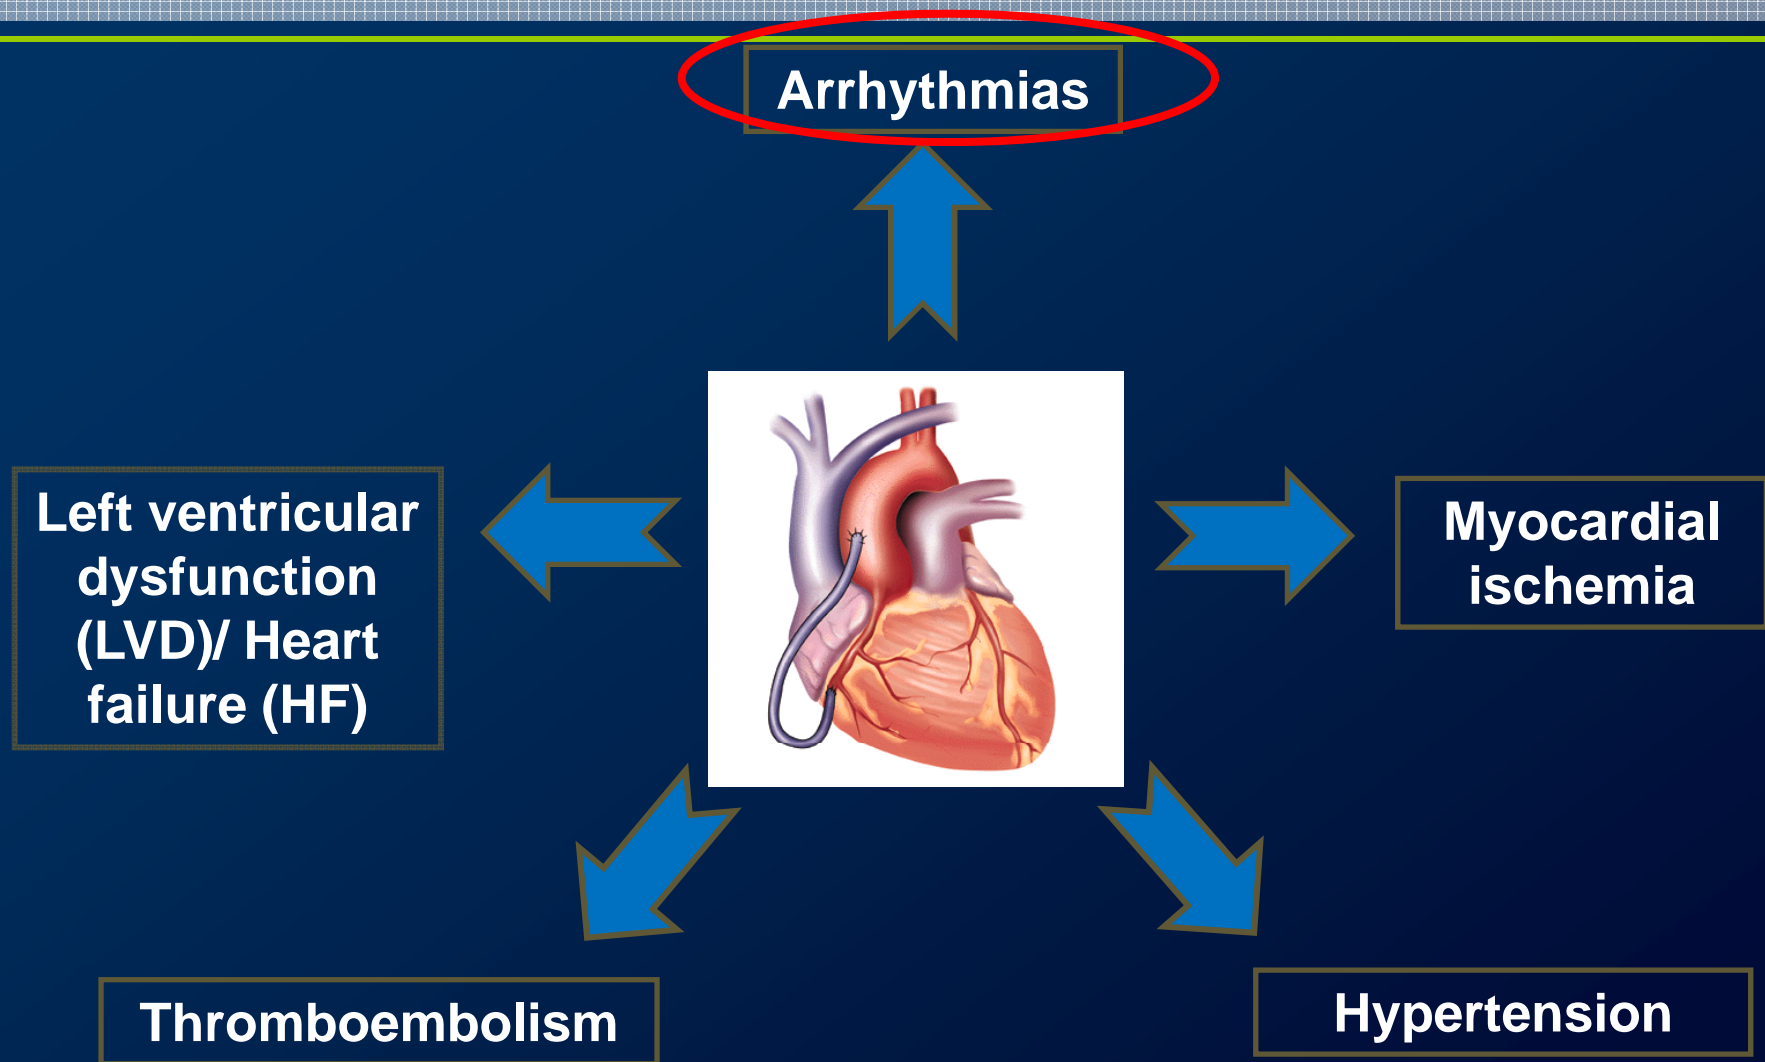 Arrhythmias
Left ventricular
dysfunction
(LVD)/ Heart
failure (HF)
Myocardial
ischemia
Thromboembolism
Hypertension